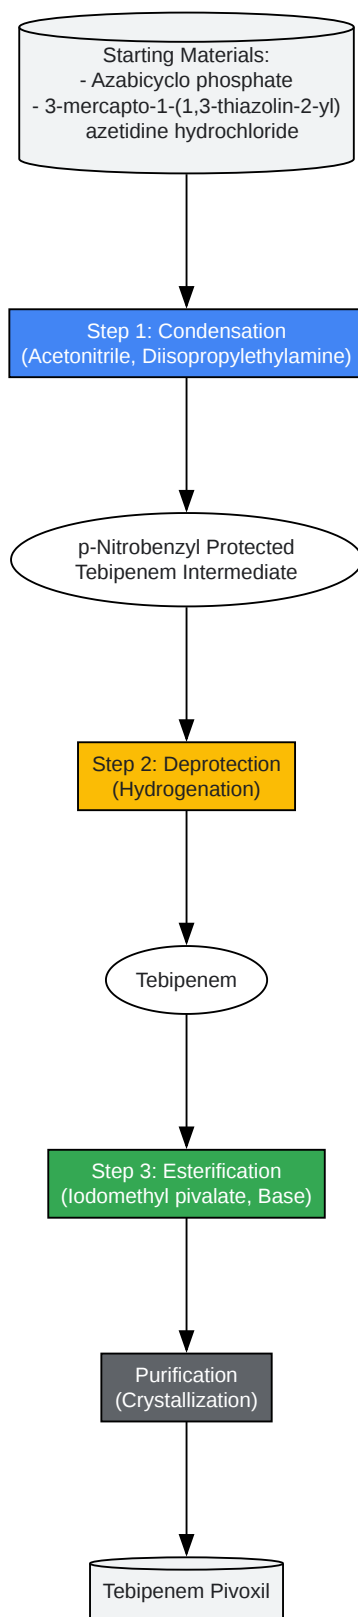 Starting Materials:
- Azabicyclo phosphate
- 3-mercapto-1-(1,3-thiazolin-2-yl)
azetidine hydrochloride
Step 1: Condensation
(Acetonitrile, Diisopropylethylamine)
p-Nitrobenzyl Protected
Tebipenem Intermediate
Step 2: Deprotection
(Hydrogenation)
Tebipenem
Step 3: Esterification
(Iodomethyl pivalate, Base)
Purification
(Crystallization)
Tebipenem Pivoxil